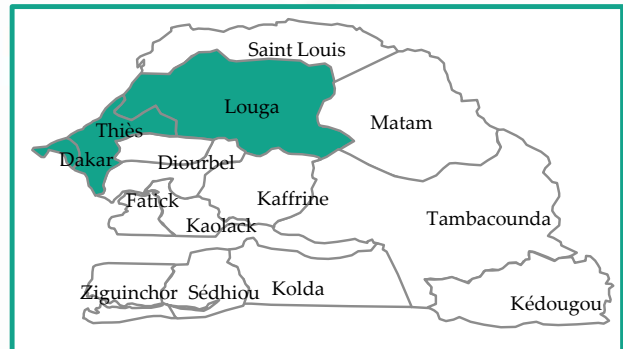 Saint Louis
Louga
Matam
Thiès
Dakar
Diourbel
Fatick
Kaffrine
Kaolack
Tambacounda
Ziguinchor
Sédhiou
Kolda
Kédougou